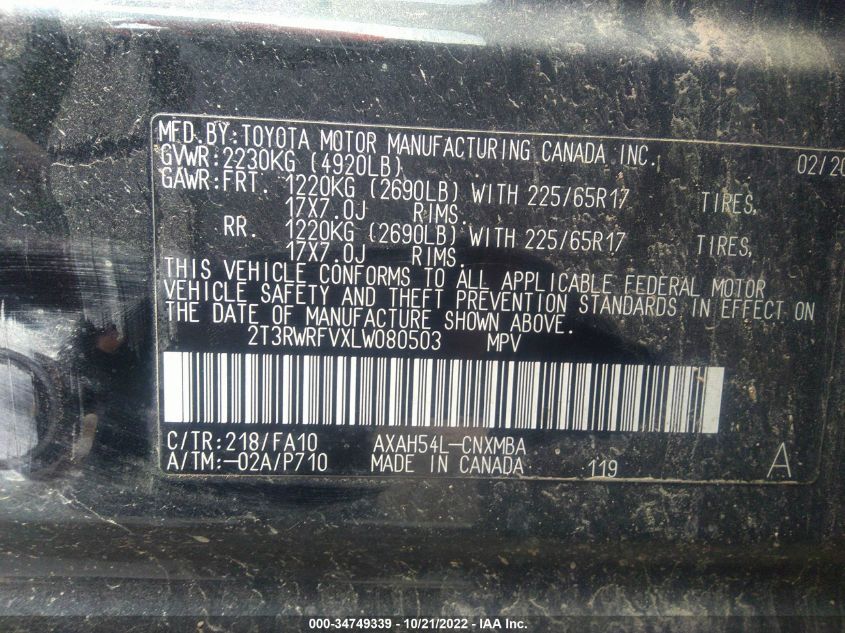 MFD.BY:TOYOTA MOTOR MANUFACTURING CANADA INC. 02/20
GVWR:2230KG (4920LB)
GAWR:FRT. 1220KG (2690LB) WITH 225/65R17 TIRES,
17X7.0J RIMS.
RR. 1220KG (2690LB) WITH 225/65R17 TIRES,
17X7.0J RIMS.
THIS VEHICLE CONFORMS TO ALL APPLICABLE FEDERAL MOTOR
VEHICLE SAFETY AND THEFT PREVENTION STANDARDS IN EFFECT ON
THE DATE OF MANUFACTURE SHOWN ABOVE.
2T3RWRFVXLW080503 MPV
C/TR:218/FA10 AXAH54L-CNXMBA
A/TM:-02A/P710 MADE IN CANADA 119 A
000-34749339 - 10/21/2022 - IAA Inc.